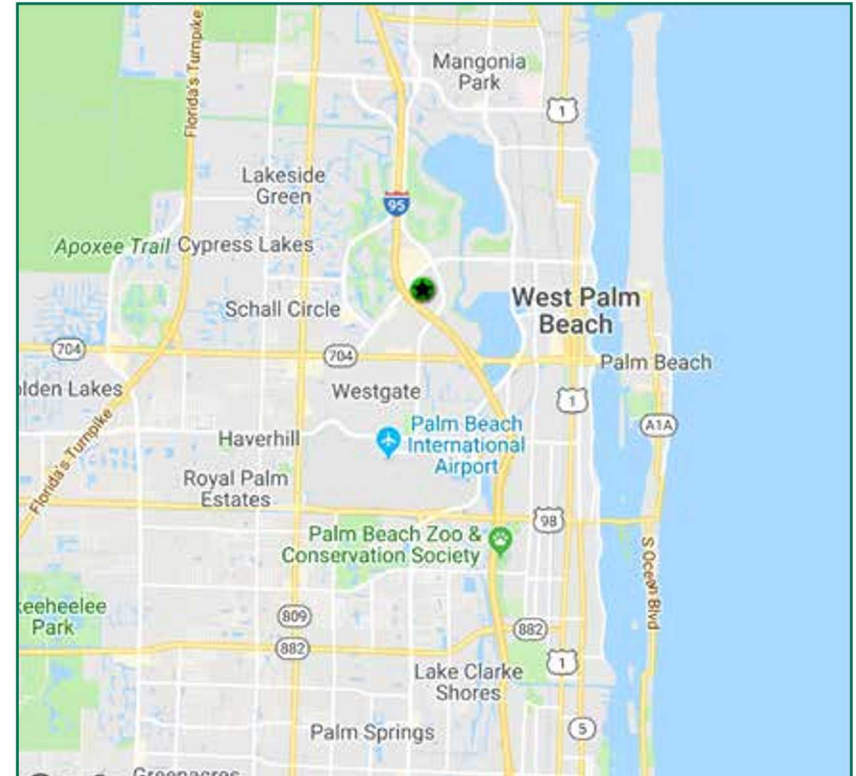 Florida's Turnpike
Mangonia
Park
1
Lakeside
Green
95
Apoxee Trail
Cypress Lakes
Schall Circle
West Palm
Beach
704
704
Palm Beach
lden Lakes
Westgate
1
A1A
Palm Beach
International
Airport
Haverhill
Florida's Turnpike
Royal Palm
Estates
98
Palm Beach Zoo &
Conservation Society
S Ocean Blvd
keeheelee
Park
809
882
882
1
Lake Clarke
Shores
Palm Springs
5
Greenacres